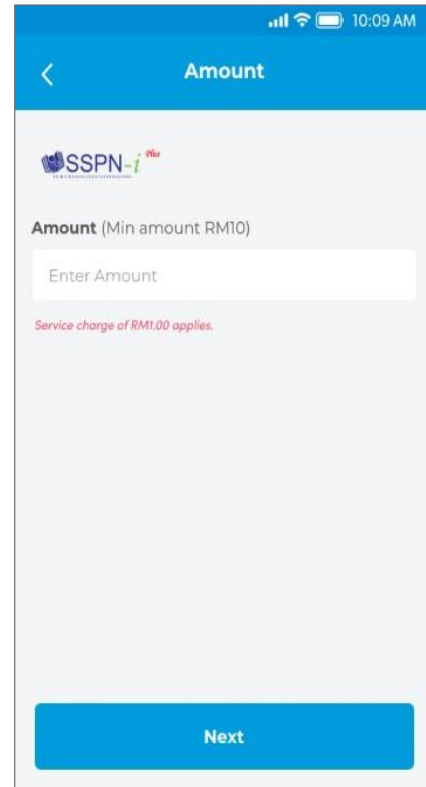 10:09 AM
Amount
SSPN-i Plus
Amount (Min amount RM10)
Enter Amount
Service charge of RM1.00 applies.
Next